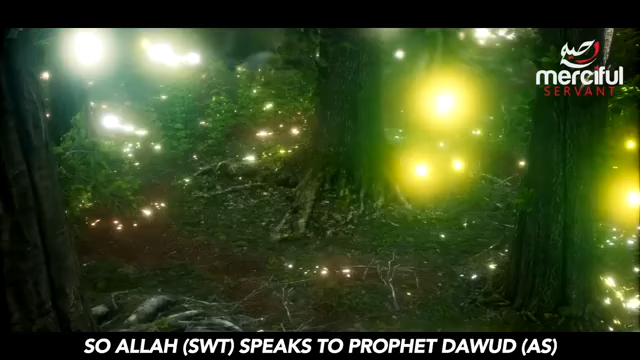 merciful
SERVANT
SO ALLAH (SWT) SPEAKS TO PROPHET DAWUD (AS)